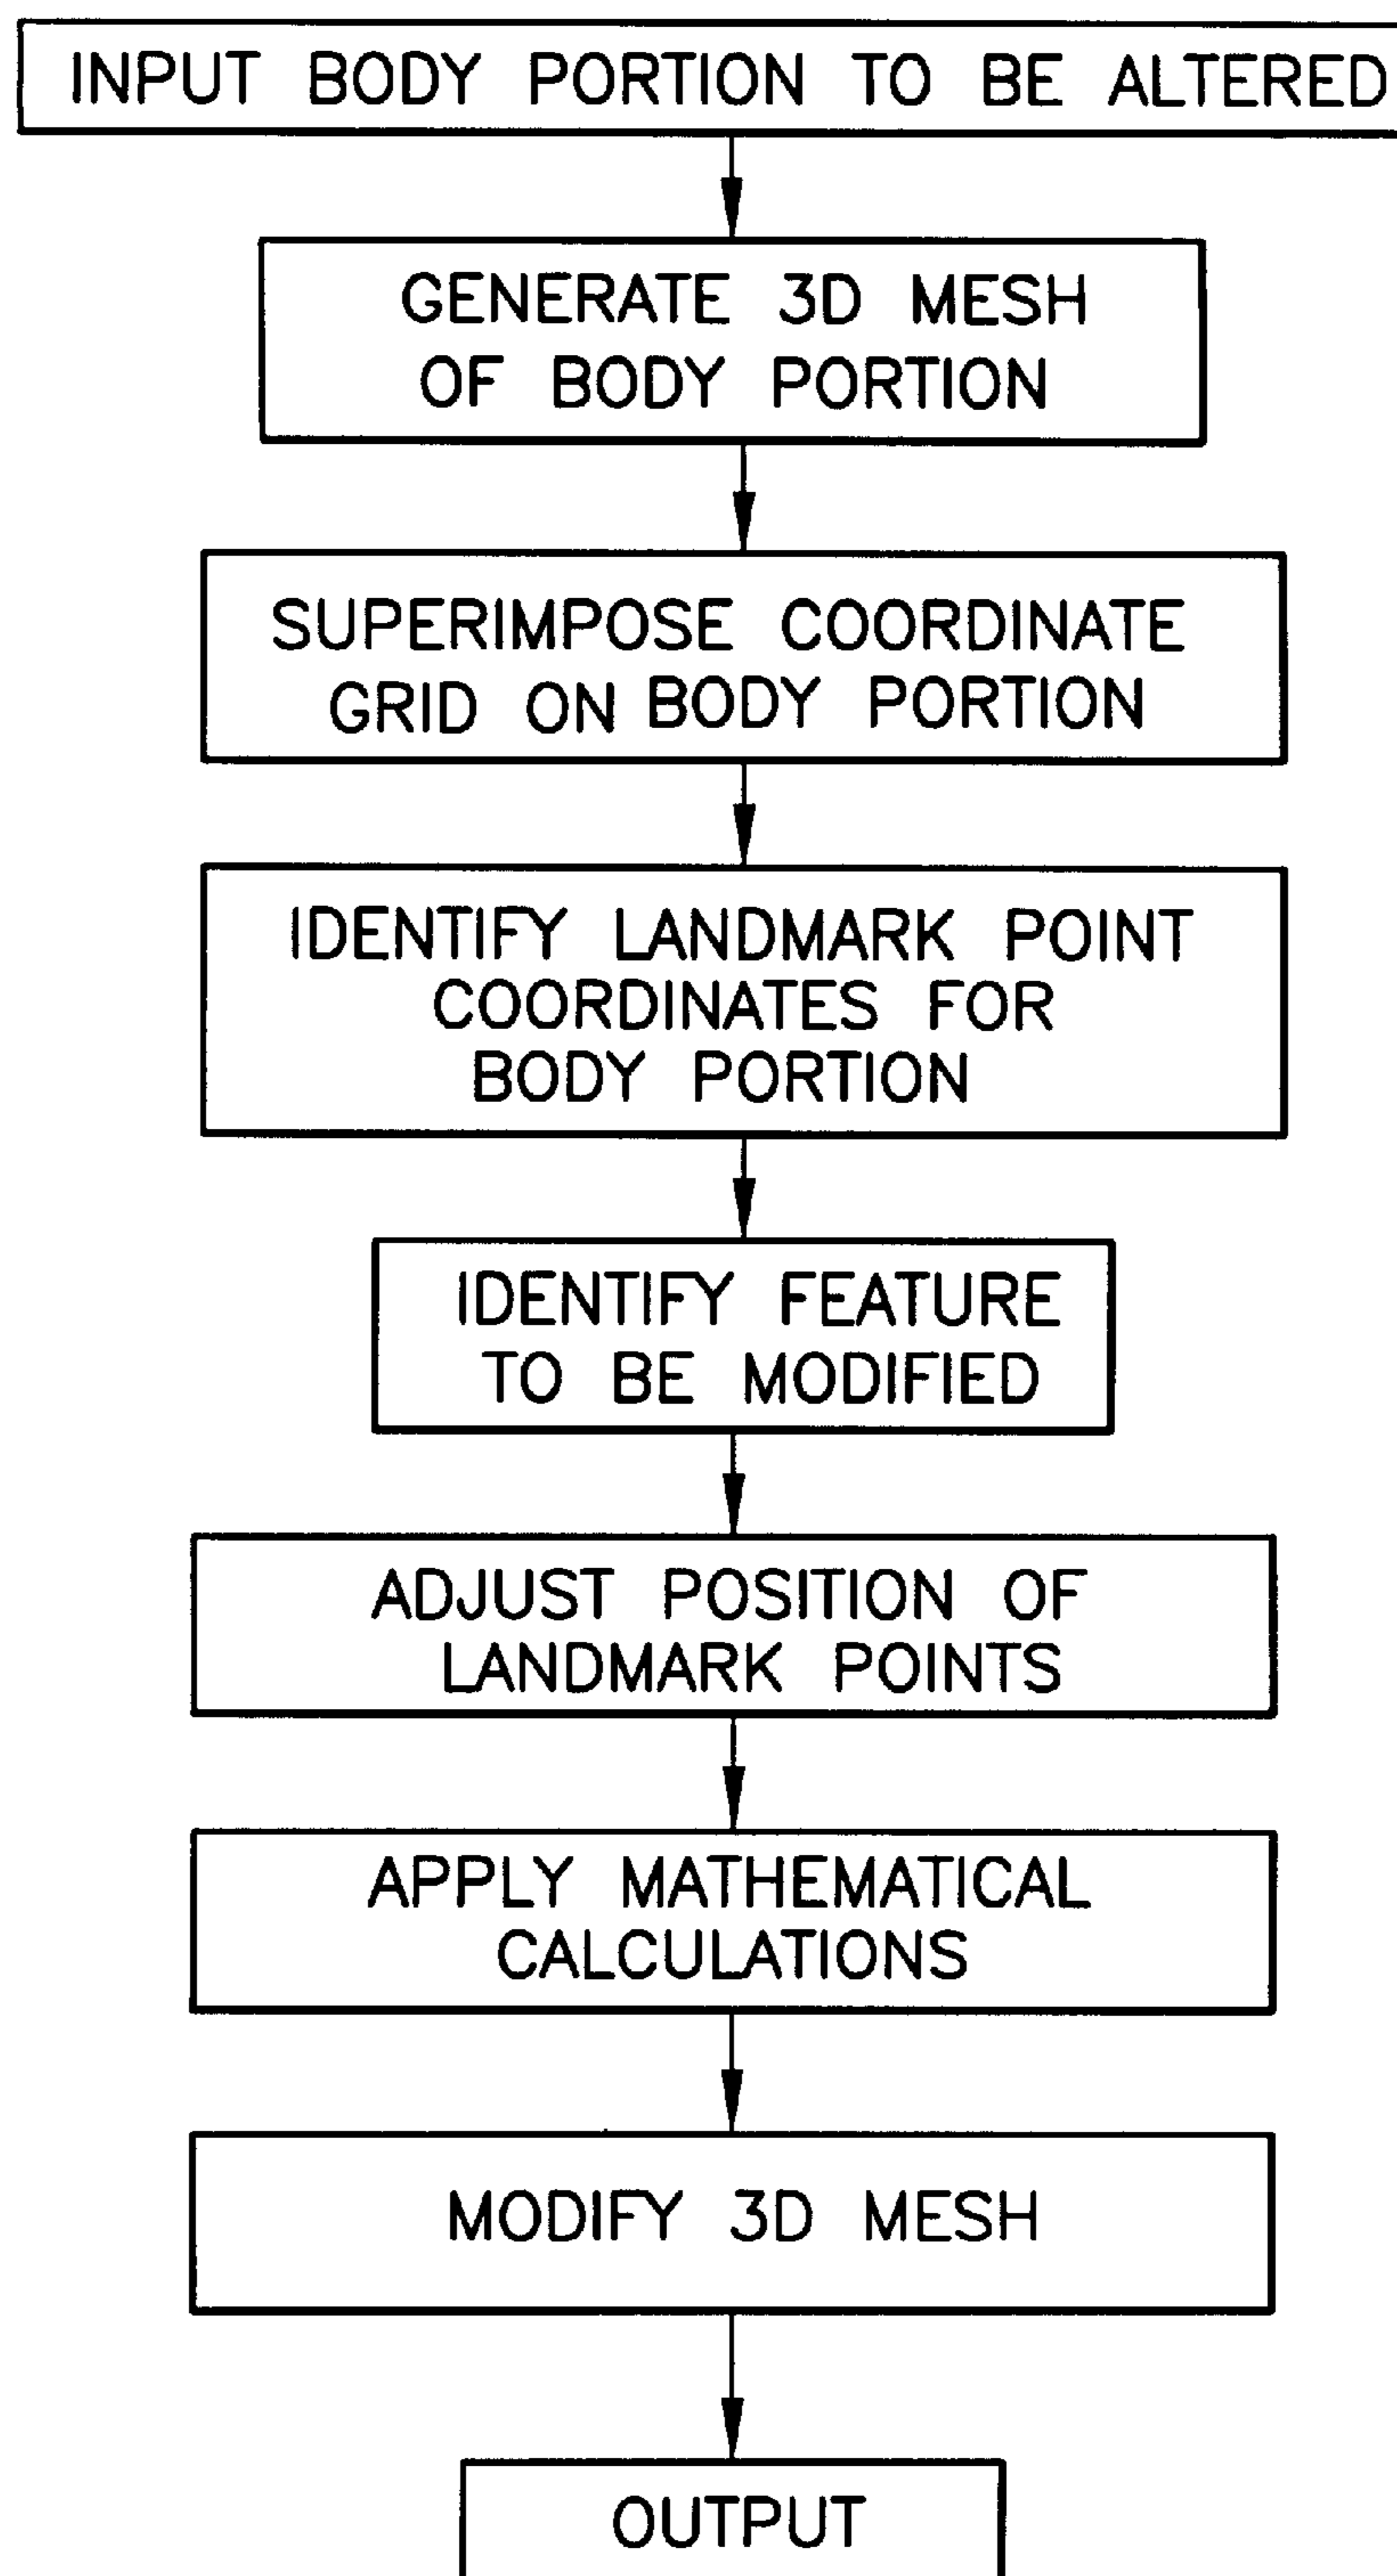 INPUT BODY PORTION TO BE ALTERED
GENERATE 3D MESH
OF BODY PORTION
SUPERIMPOSE COORDINATE
GRID ON BODY PORTION
IDENTIFY LANDMARK POINT
COORDINATES FOR
BODY PORTION
IDENTIFY FEATURE
TO BE MODIFIED
ADJUST POSITION OF
LANDMARK POINTS
APPLY MATHEMATICAL
CALCULATIONS
MODIFY 3D MESH
OUTPUT